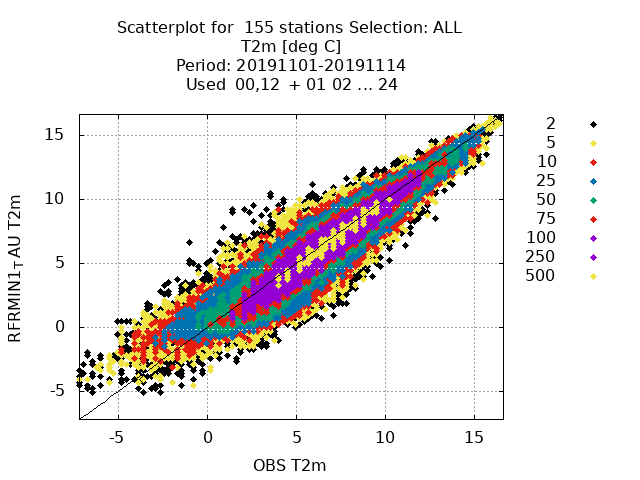 Scatterplot for 155 stations Selection: ALL
T2m [deg C]
Period: 20191101-20191114
Used 00,12 + 01 02 ... 24
RFRMIN1_TAU T2m
15
10
5
0
-5
-5 0 5 10 15
OBS T2m
2
5
10
25
50
75
100
250
500